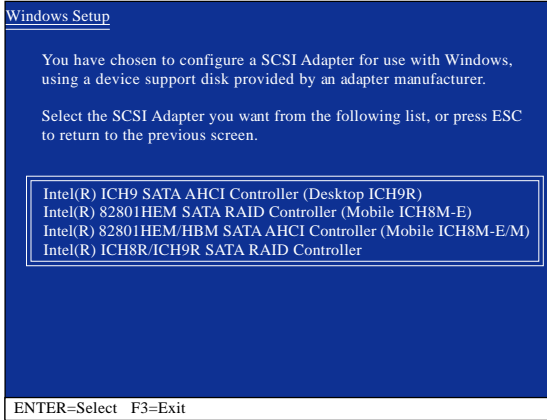 Windows Setup
You have chosen to configure a SCSI Adapter for use with Windows,
using a device support disk provided by an adapter manufacturer.
Select the SCSI Adapter you want from the following list, or press ESC
to return to the previous screen.
Intel(R) ICH9 SATA AHCI Controller (Desktop ICH9R)
Intel(R) 82801HEM SATA RAID Controller (Mobile ICH8M-E)
Intel(R) 82801HEM/HBM SATA AHCI Controller (Mobile ICH8M-E/M)
Intel(R) ICH8R/ICH9R SATA RAID Controller
ENTER=Select F3=Exit